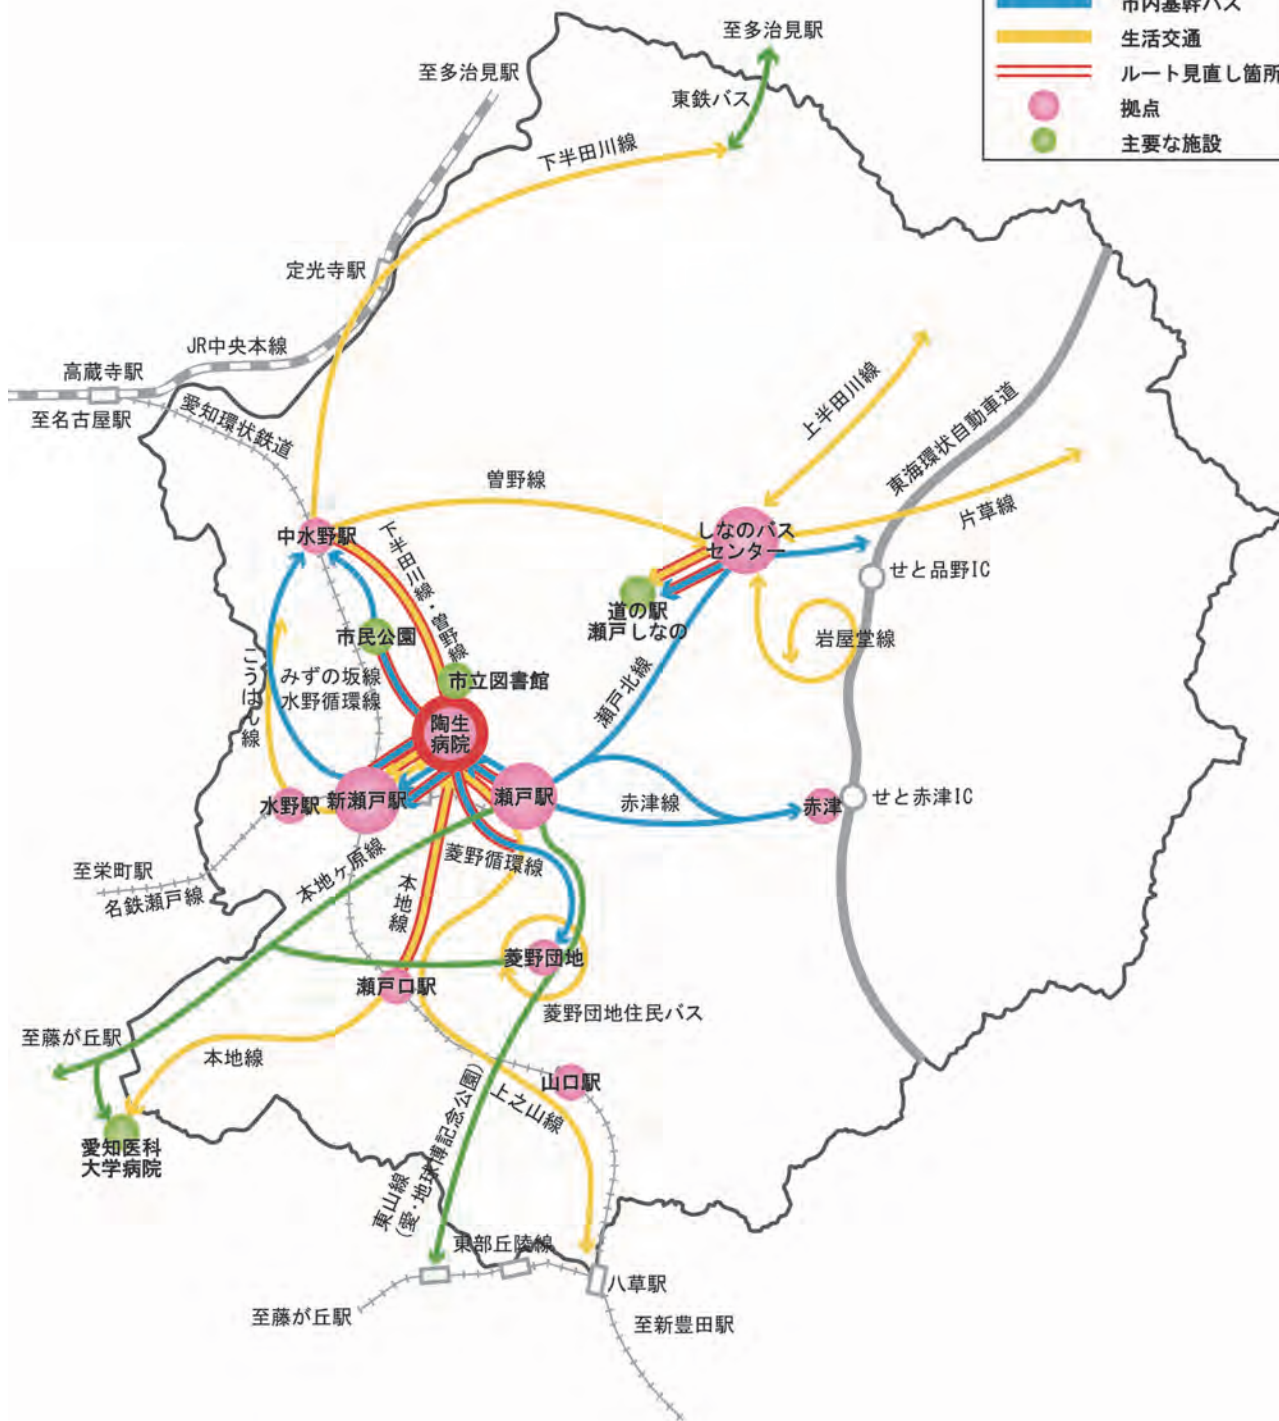 市内基幹バス
生活交通
ルート見直し箇所
拠点
主要な施設
至多治見駅
至多治見駅
東鉄バス
下半田川線
定光寺駅
JR中央本線
高蔵寺駅
至名古屋駅
愛知環状鉄道
上半田川線
東海環状自動車道
曽野線
片草線
中水野駅
しなのバス
センター
下半田川線・曽野線
せと品野IC
道の駅
瀬戸しなの
岩屋堂線
市民公園
こうはん線
みずの坂線
水野循環線
市立図書館
瀬戸北線
陶生
病院
水野駅
新瀬戸駅
瀬戸駅
赤津線
赤津
せと赤津IC
至栄町駅
名鉄瀬戸線
本地ヶ原線
本地線
菱野循環線
瀬戸口駅
菱野団地
菱野団地住民バス
至藤が丘駅
本地線
山口駅
上之山線
愛知医科
大学病院
東山線
(愛・地球博記念公園)
東部丘陵線
八草駅
至藤が丘駅
至新豊田駅